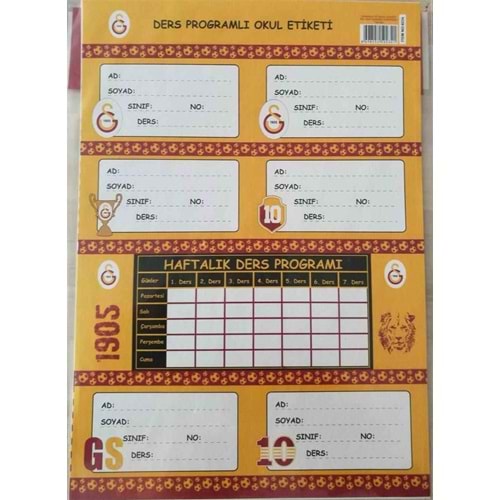 DERS PROGRAMLI OKUL ETİKETİ
AD:
SOYAD:
SINIF: NO:
DERS:
AD:
SOYAD:
SINIF: NO:
DERS:
AD:
SOYAD:
SINIF: NO:
DERS:
AD:
SOYAD:
SINIF: NO:
DERS:
10
1905
HAFTALIK DERS PROGRAMI
Günler 1. Ders 2. Ders 3. Ders 4. Ders 5. Ders 6. Ders 7. Ders
Pazartesi
Salı
Çarşamba
Perşembe
Cuma
AD:
SOYAD:
SINIF: NO:
DERS:
GS
AD:
SOYAD:
SINIF: NO:
DERS:
10